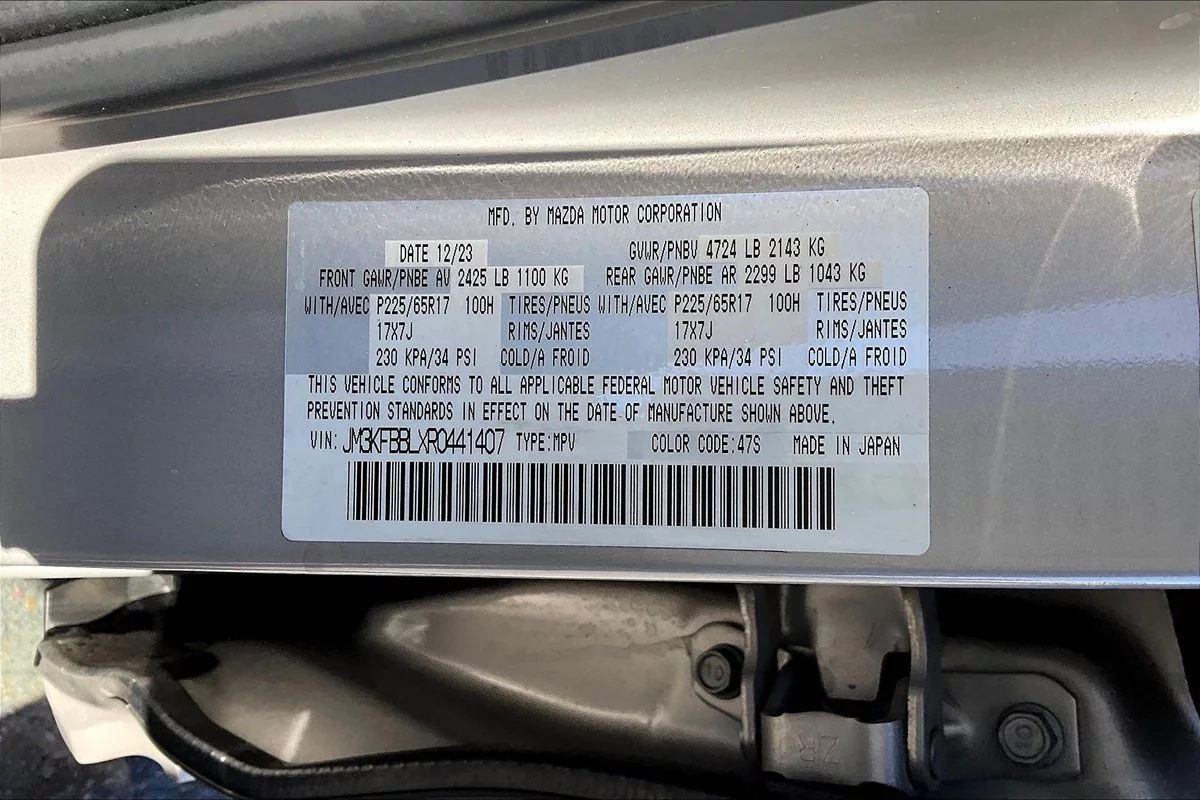 MFD. BY MAZDA MOTOR CORPORATION
DATE 12/23 GVWR/PNBV 4724 LB 2143 KG
FRONT GAWR/PNBE AV 2425 LB 1100 KG REAR GAWR/PNBE AR 2299 LB 1043 KG
WITH/AVEC P225/65R17 100H TIRES/PNEUS WITH/AVEC P225/65R17 100H TIRES/PNEUS
17X7J RIMS/JANTES 17X7J RIMS/JANTES
230 KPA/34 PSI COLD/A FROID 230 KPA/34 PSI COLD/A FROID
THIS VEHICLE CONFORMS TO ALL APPLICABLE FEDERAL MOTOR VEHICLE SAFETY AND THEFT
PREVENTION STANDARDS IN EFFECT ON THE DATE OF MANUFACTURE SHOWN ABOVE.
VIN: JM3KFBBLXR0441407 TYPE:MPV COLOR CODE:47S MADE IN JAPAN
ZR